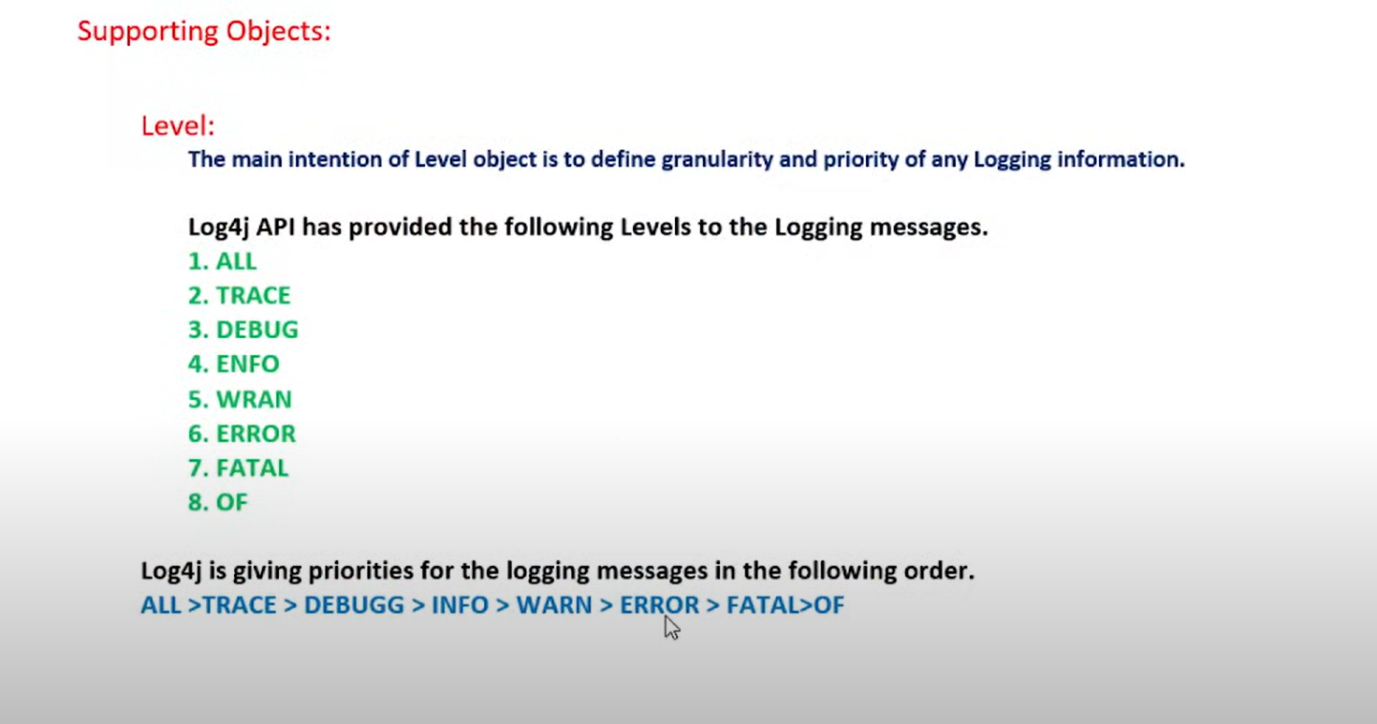 Supporting Objects:
Level:
The main intention of Level object is to define granularity and priority of any Logging information.
Log4j API has provided the following Levels to the Logging messages.
1. ALL
2. TRACE
3. DEBUG
4. ENFO
5. WRAN
6. ERROR
7. FATAL
8. OF
Log4j is giving priorities for the logging messages in the following order.
ALL >TRACE > DEBUGG > INFO > WARN > ERROR > FATAL>OF